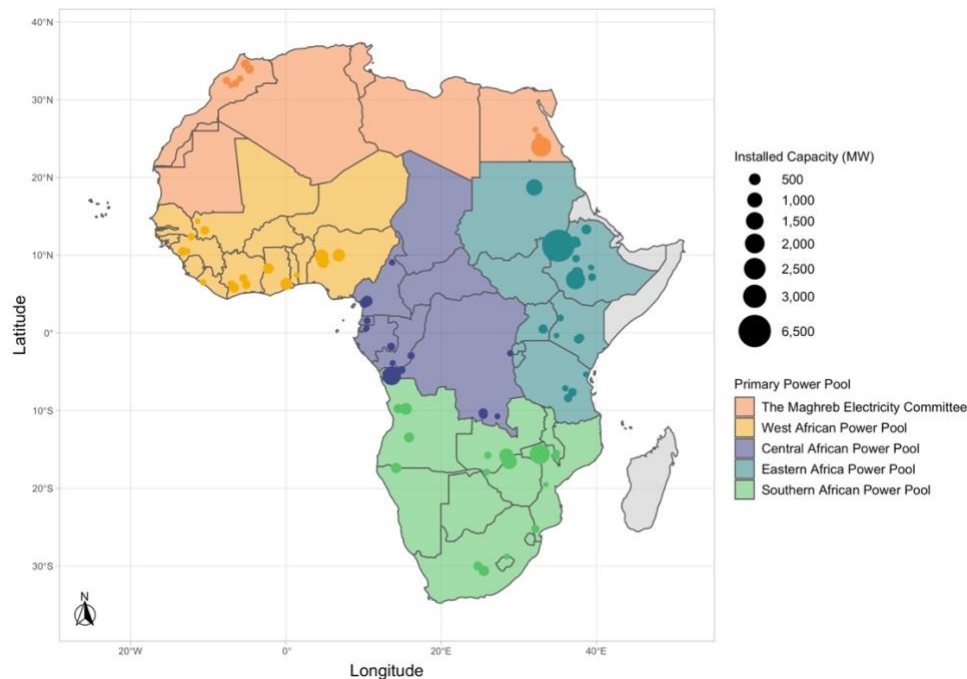 40°N
30°N
20°N
10°N
0°
10°S
20°S
30°S
Latitude
N
20°W
0°
20°E
40°E
Longitude
Installed Capacity (MW)
500
1,000
1,500
2,000
2,500
3,000
6,500
Primary Power Pool
The Maghreb Electricity Committee
West African Power Pool
Central African Power Pool
Eastern Africa Power Pool
Southern African Power Pool